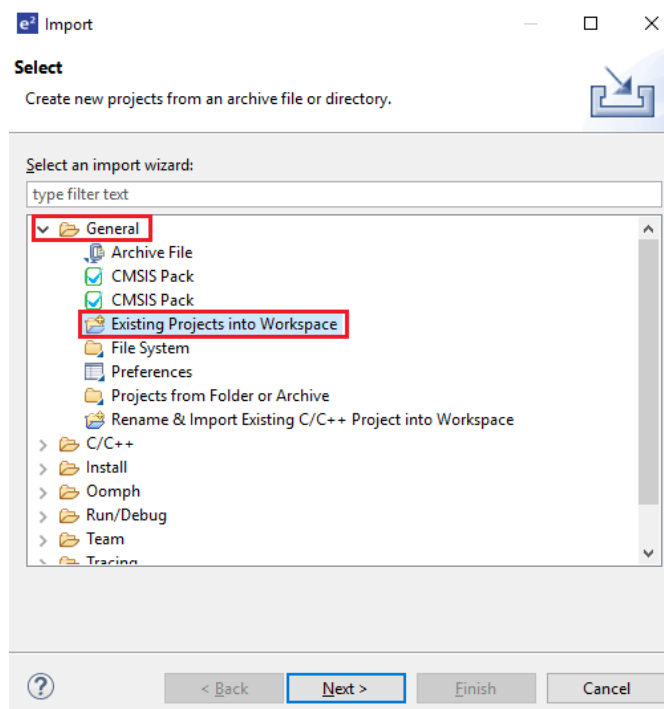 e² Import
Select
Create new projects from an archive file or directory.
Select an import wizard:
type filter text
General
Archive File
CMSIS Pack
CMSIS Pack
Existing Projects into Workspace
File System
Preferences
Projects from Folder or Archive
Rename & Import Existing C/C++ Project into Workspace
C/C++
Install
Oomph
Run/Debug
Team
Tracing
? < Back Next > Finish Cancel